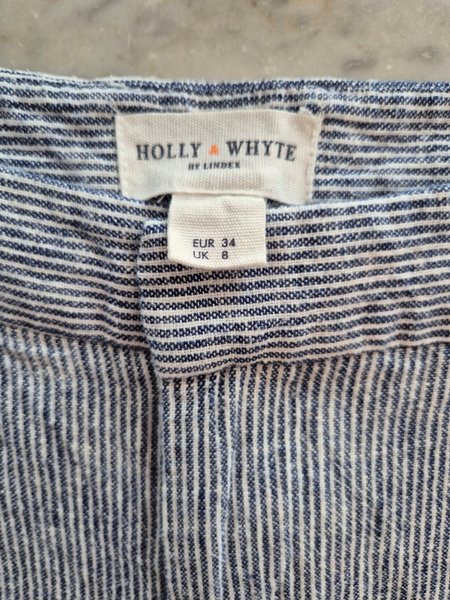 HOLLY & WHYTE
BY LINDEX
EUR 34
UK 8